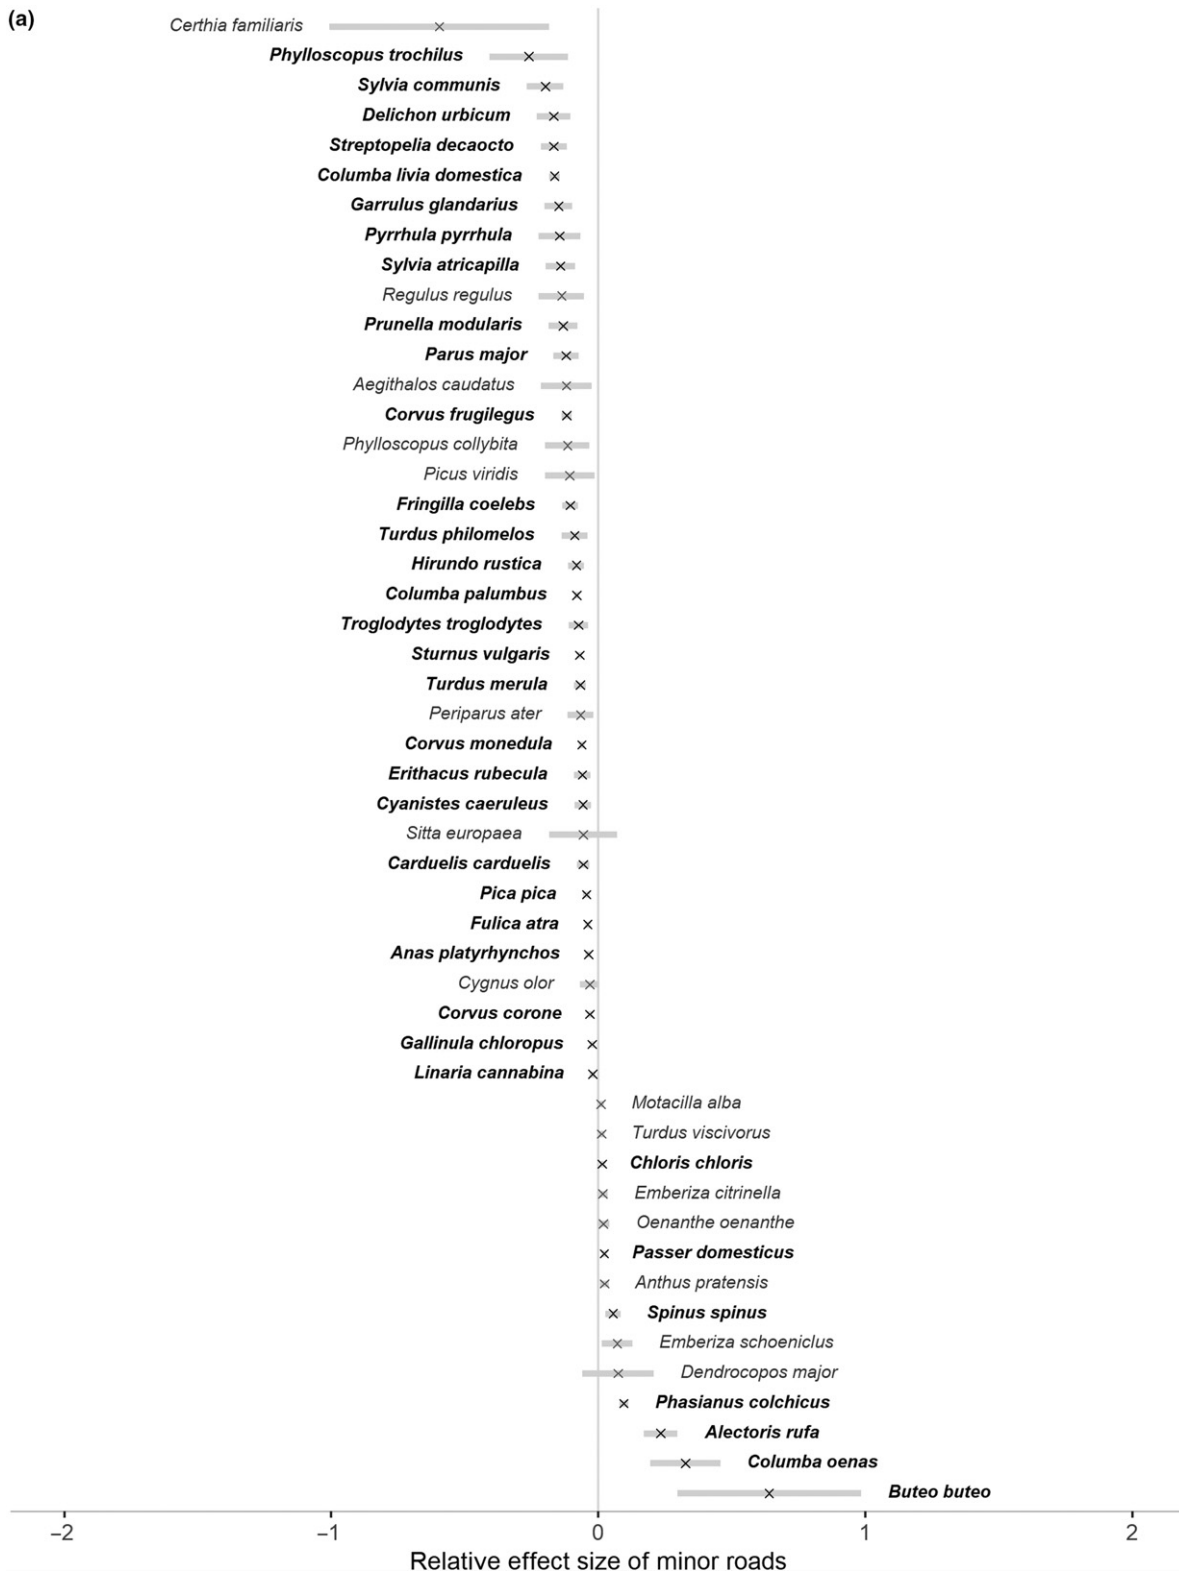 (a)
Certhia familiaris
Phylloscopus trochilus
Sylvia communis
Delichon urbicum
Streptopelia decaocto
Columba livia domestica
Garrulus glandarius
Pyrrhula pyrrhula
Sylvia atricapilla
Regulus regulus
Prunella modularis
Parus major
Aegithalos caudatus
Corvus frugilegus
Phylloscopus collybita
Picus viridis
Fringilla coelebs
Turdus philomelos
Hirundo rustica
Columba palumbus
Troglodytes troglodytes
Sturnus vulgaris
Turdus merula
Periparus ater
Corvus monedula
Erithacus rubecula
Cyanistes caeruleus
Sitta europaea
Carduelis carduelis
Pica pica
Fulica atra
Anas platyrhynchos
Cygnus olor
Corvus corone
Gallinula chloropus
Linaria cannabina
Motacilla alba
Turdus viscivorus
Chloris chloris
Emberiza citrinella
Oenanthe oenanthe
Passer domesticus
Anthus pratensis
Spinus spinus
Emberiza schoeniclus
Dendrocopos major
Phasianus colchicus
Alectoris rufa
Columba oenas
Buteo buteo
−2 −1 0 1 2
Relative effect size of minor roads